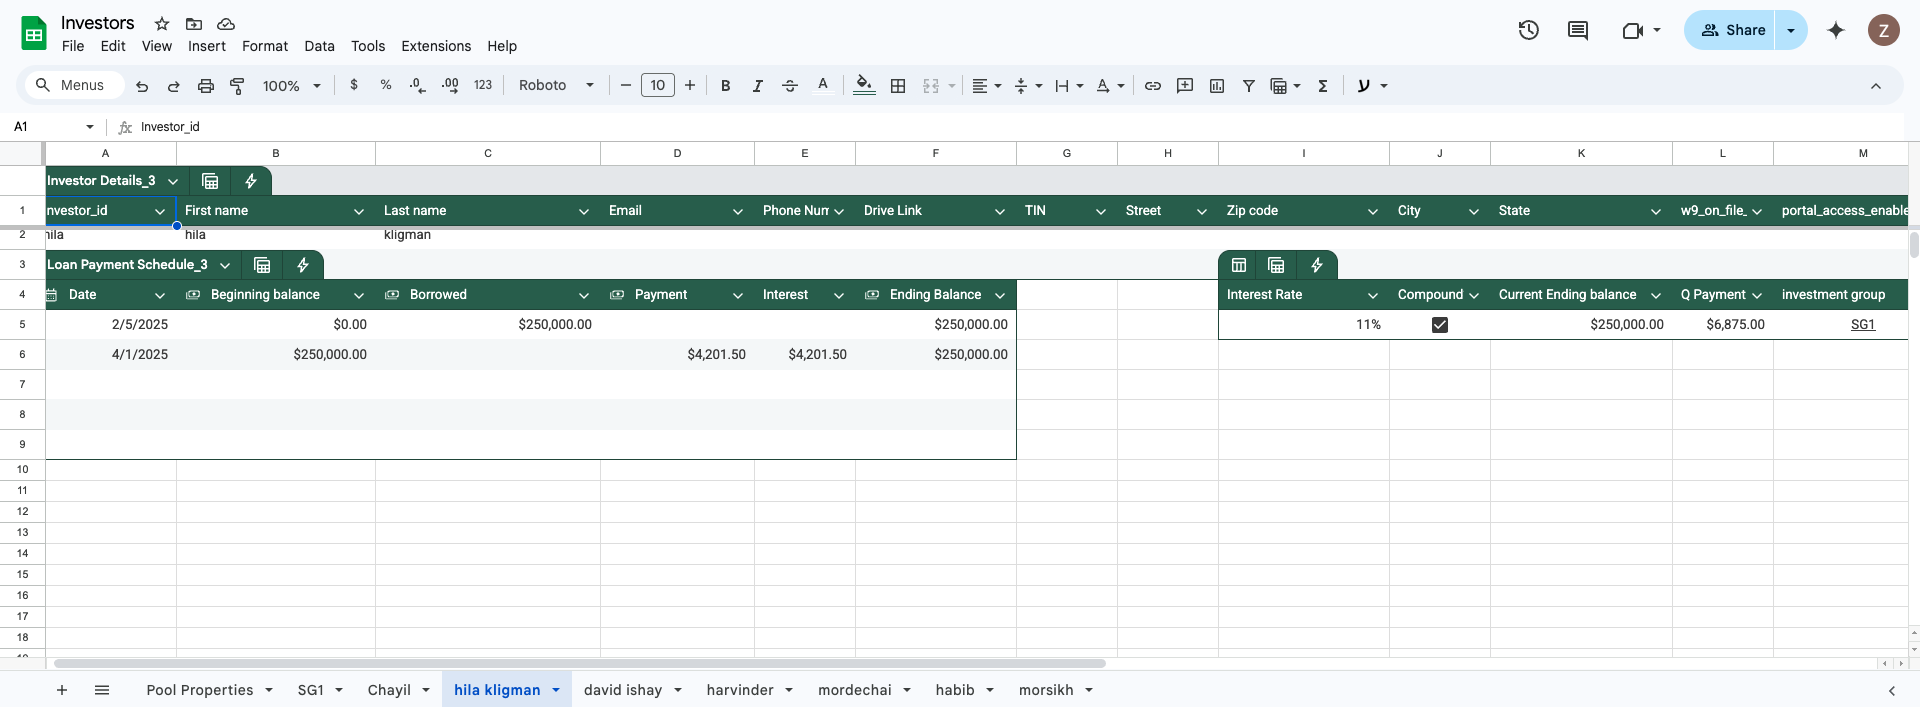 Investors
File Edit View Insert Format Data Tools Extensions Help
Share
Z
Menus 100% $ % .0 .00 123 Roboto 10 B I A Σ
A1 Investor_id
A B C D E F G H I J K L M
Investor Details_3
1 nvestor_id First name Last name Email Phone Num Drive Link TIN Street Zip code City State w9_on_file_ portal_access_enable
2 hila hila kligman
3 Loan Payment Schedule_3
4 Date Beginning balance Borrowed Payment Interest Ending Balance Interest Rate Compound Current Ending balance Q Payment investment group
5 2/5/2025 $0.00 $250,000.00 $250,000.00 11% $250,000.00 $6,875.00 SG1
6 4/1/2025 $250,000.00 $4,201.50 $4,201.50 $250,000.00
7
8
9
10
11
12
13
14
15
16
17
18
Pool Properties SG1 Chayil hila kligman david ishay harvinder mordechai habib morsikh